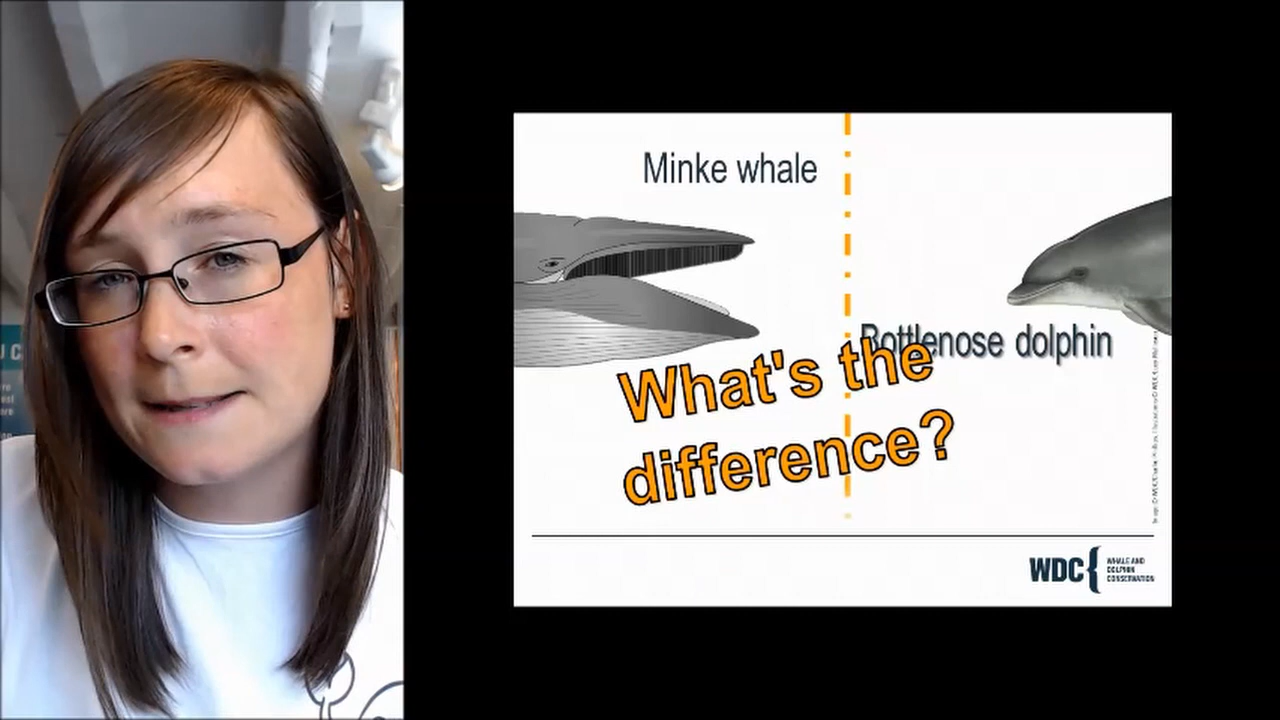 Minke whale
Bottlenose dolphin
What's the
difference?
WDC
WHALE AND
DOLPHIN
CONSERVATION